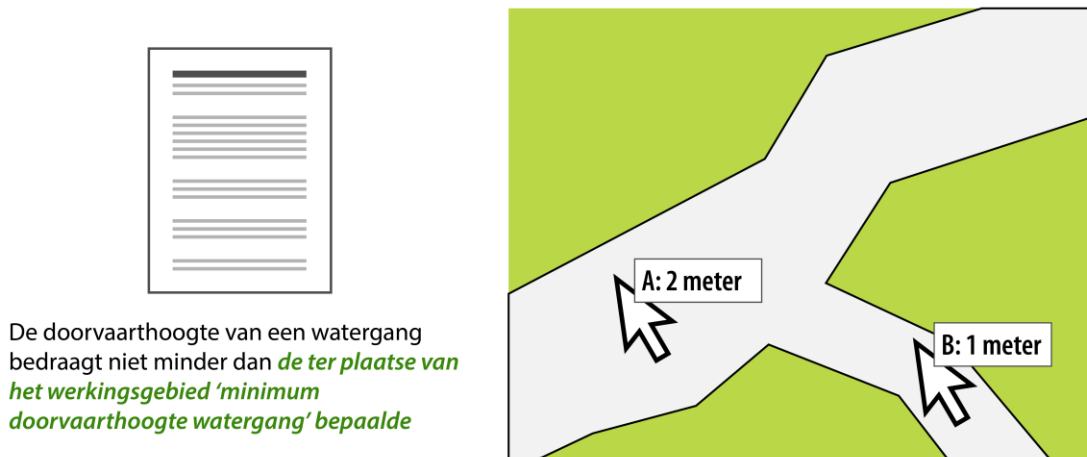 De doorvaarthoogte van een watergang
bedraagt niet minder dan de ter plaatse van
het werkingsgebied ‘minimum
doorvaarthoogte watergang’ bepaalde
A: 2 meter
B: 1 meter